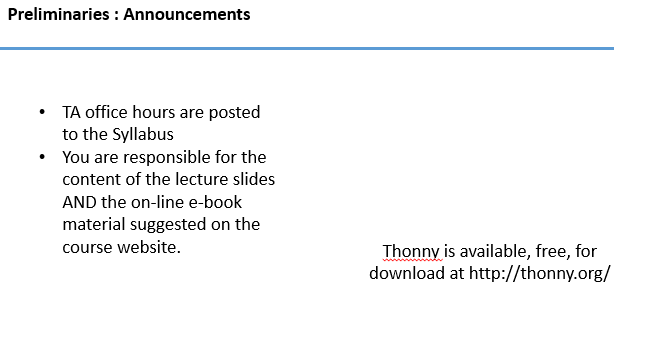 Preliminaries : Announcements
• TA office hours are posted
to the Syllabus
• You are responsible for the
content of the lecture slides
AND the on-line e-book
material suggested on the
course website.
Thonny is available, free, for
download at http://thonny.org/